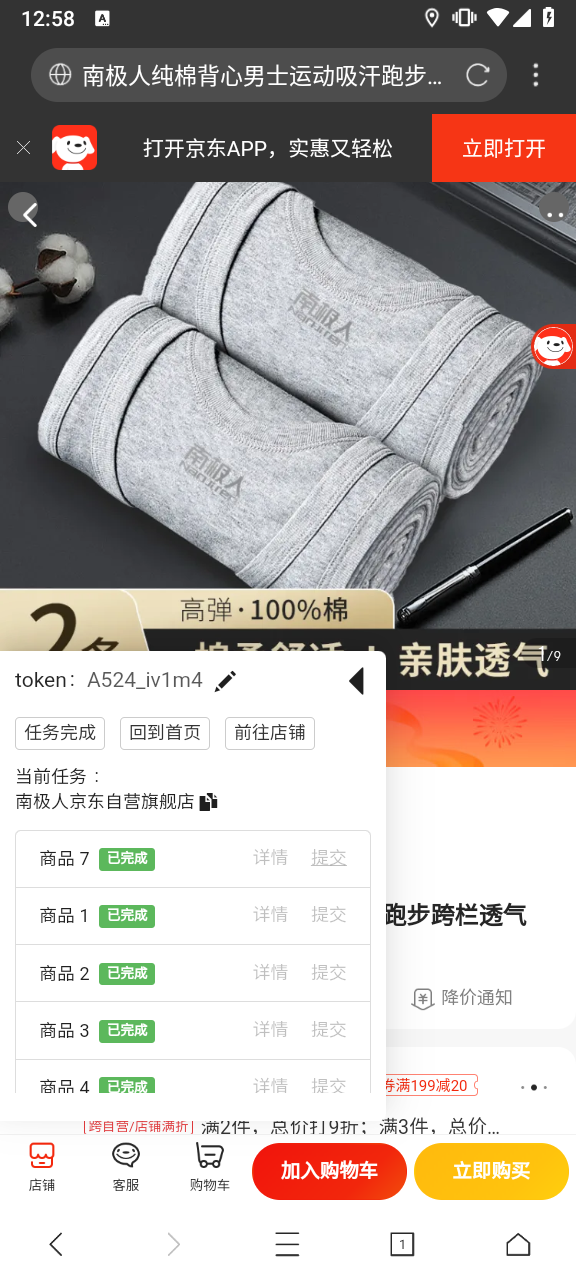 12:58
A
南极人纯棉背心男士运动吸汗跑步…
打开京东APP，实惠又轻松
立即打开
南极人
Nanjiren
南极人
Nanjiren
高弹·100%棉
亲肤透气
1/9
token：A524_iv1m4
任务完成
回到首页
前往店铺
当前任务：
南极人京东自营旗舰店
商品 7 已完成 详情 提交
商品 1 已完成 详情 提交
商品 2 已完成 详情 提交
商品 3 已完成 详情 提交
商品 4 已完成 详情 提交
跑步跨栏透气
降价通知
券满199减20
跨自营/店铺满折 满2件，总价打9折；满3件，总价…
店铺
客服
购物车
加入购物车
立即购买
1